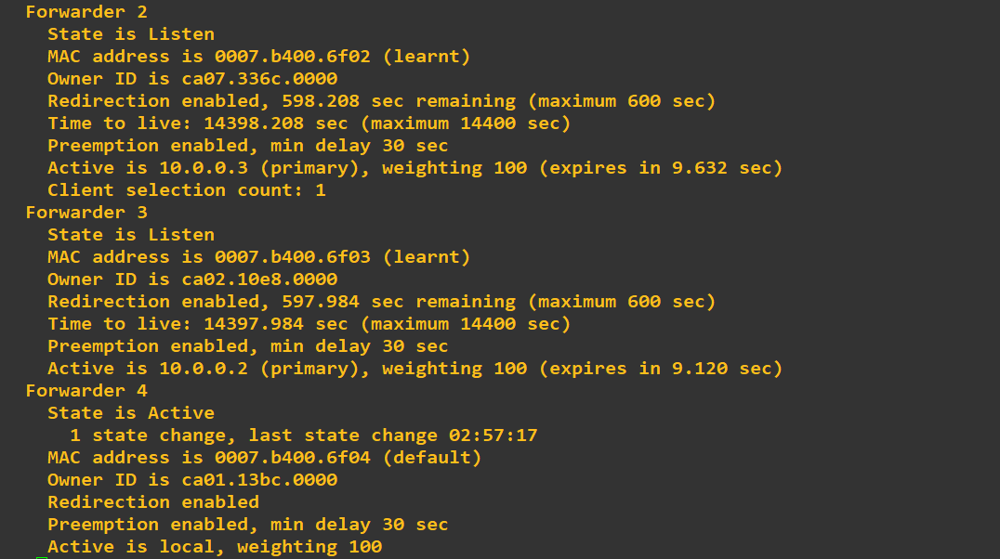 Forwarder 2
State is Listen
MAC address is 0007.b400.6f02 (learnt)
Owner ID is ca07.336c.0000
Redirection enabled, 598.208 sec remaining (maximum 600 sec)
Time to live: 14398.208 sec (maximum 14400 sec)
Preemption enabled, min delay 30 sec
Active is 10.0.0.3 (primary), weighting 100 (expires in 9.632 sec)
Client selection count: 1
Forwarder 3
State is Listen
MAC address is 0007.b400.6f03 (learnt)
Owner ID is ca02.10e8.0000
Redirection enabled, 597.984 sec remaining (maximum 600 sec)
Time to live: 14397.984 sec (maximum 14400 sec)
Preemption enabled, min delay 30 sec
Active is 10.0.0.2 (primary), weighting 100 (expires in 9.120 sec)
Forwarder 4
State is Active
1 state change, last state change 02:57:17
MAC address is 0007.b400.6f04 (default)
Owner ID is ca01.13bc.0000
Redirection enabled
Preemption enabled, min delay 30 sec
Active is local, weighting 100